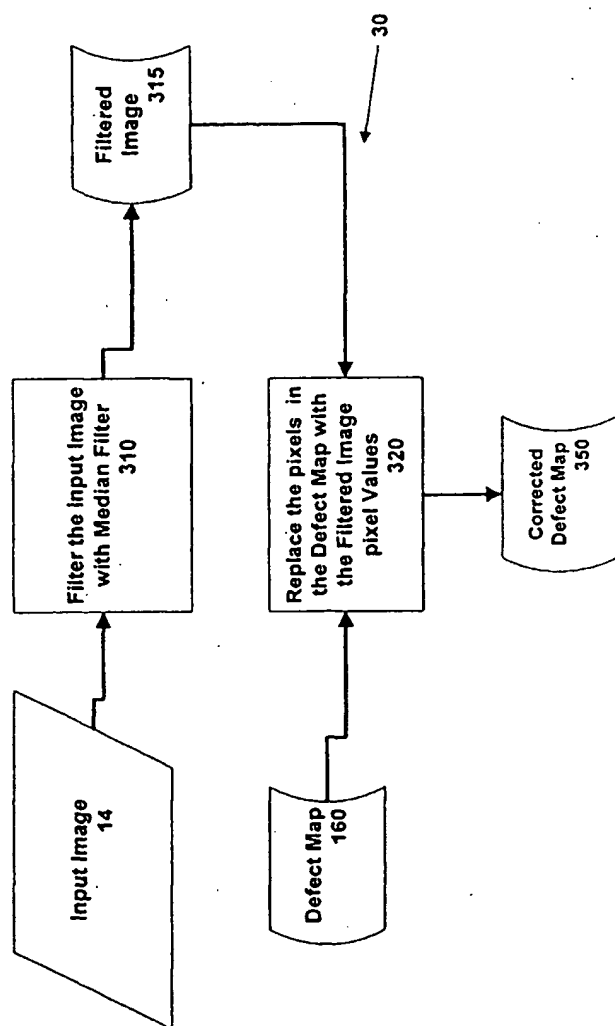 Input Image
14
Filter the Input Image
with Median Filter
310
Filtered
Image
315
30
Defect Map
160
Replace the pixels in
the Defect Map with
the Filtered Image
pixel Values
320
Corrected
Defect Map
350